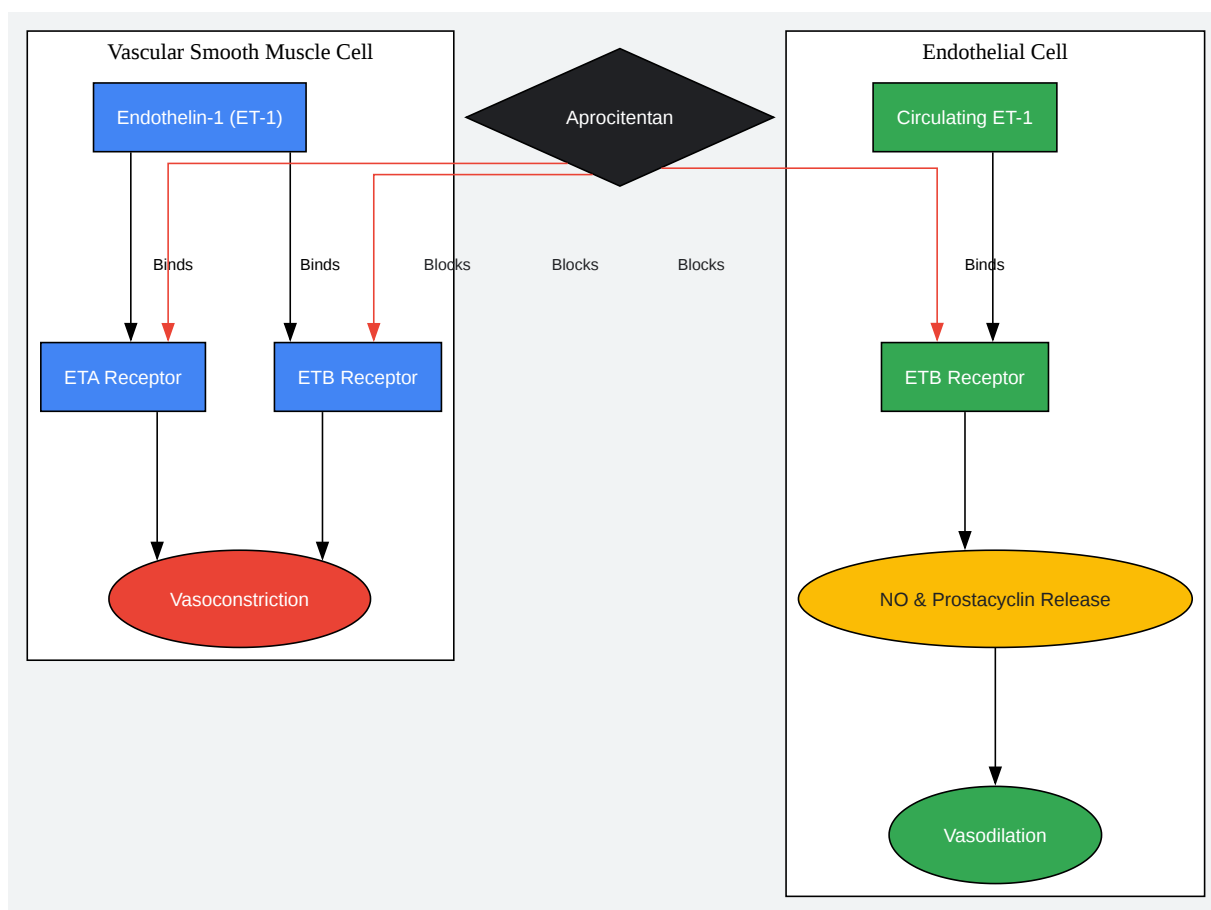 Vascular Smooth Muscle Cell
Endothelial Cell
Endothelin-1 (ET-1)
Aprocitentan
Circulating ET-1
Binds
Binds
Blocks
Blocks
Blocks
Binds
ETA Receptor
ETB Receptor
ETB Receptor
Vasoconstriction
NO & Prostacyclin Release
Vasodilation